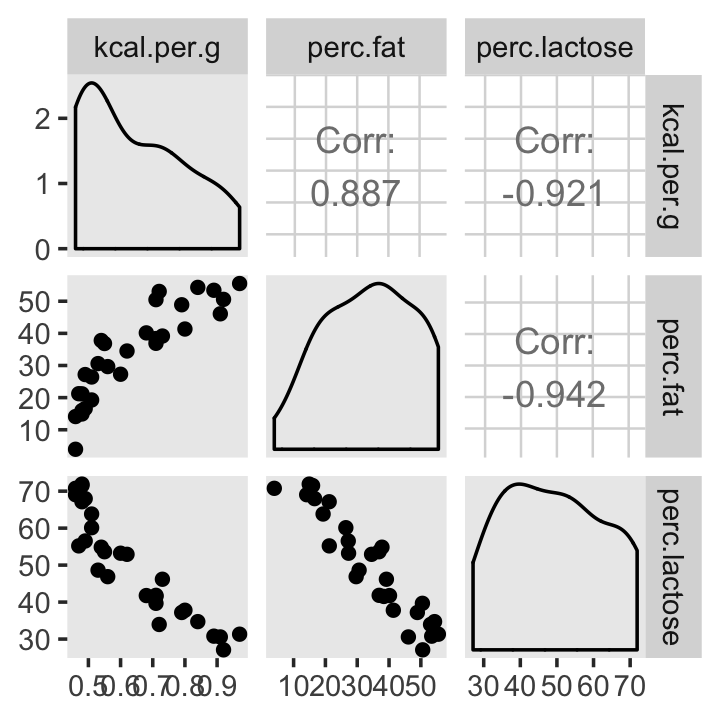 kcal.per.g perc.fat perc.lactose
2
1
0
Corr:
0.887
Corr:
-0.921
kcal.per.g
50
40
30
20
10
Corr:
-0.942
perc.fat
70
60
50
40
30
perc.lactose
0.5 0.6 0.7 0.8 0.9 10 20 30 40 50 30 40 50 60 70